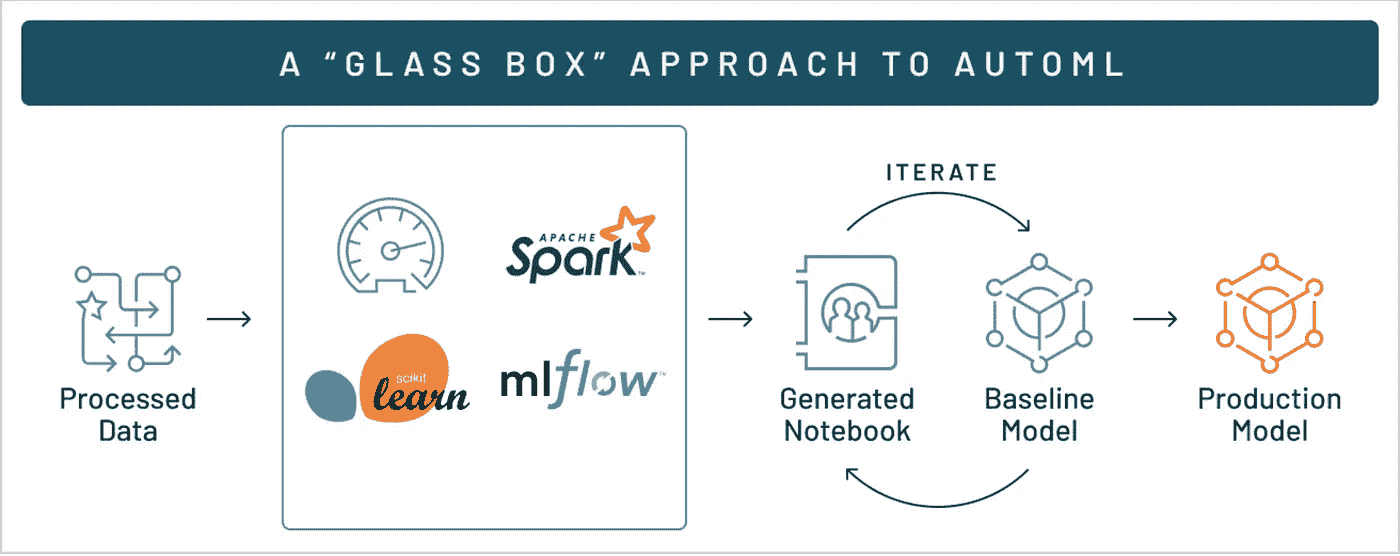 A “GLASS BOX” APPROACH TO AUTOML
ITERATE
APACHE
Spark™
scikit
learn
mlflow™
Processed
Data
Generated
Notebook
Baseline
Model
Production
Model